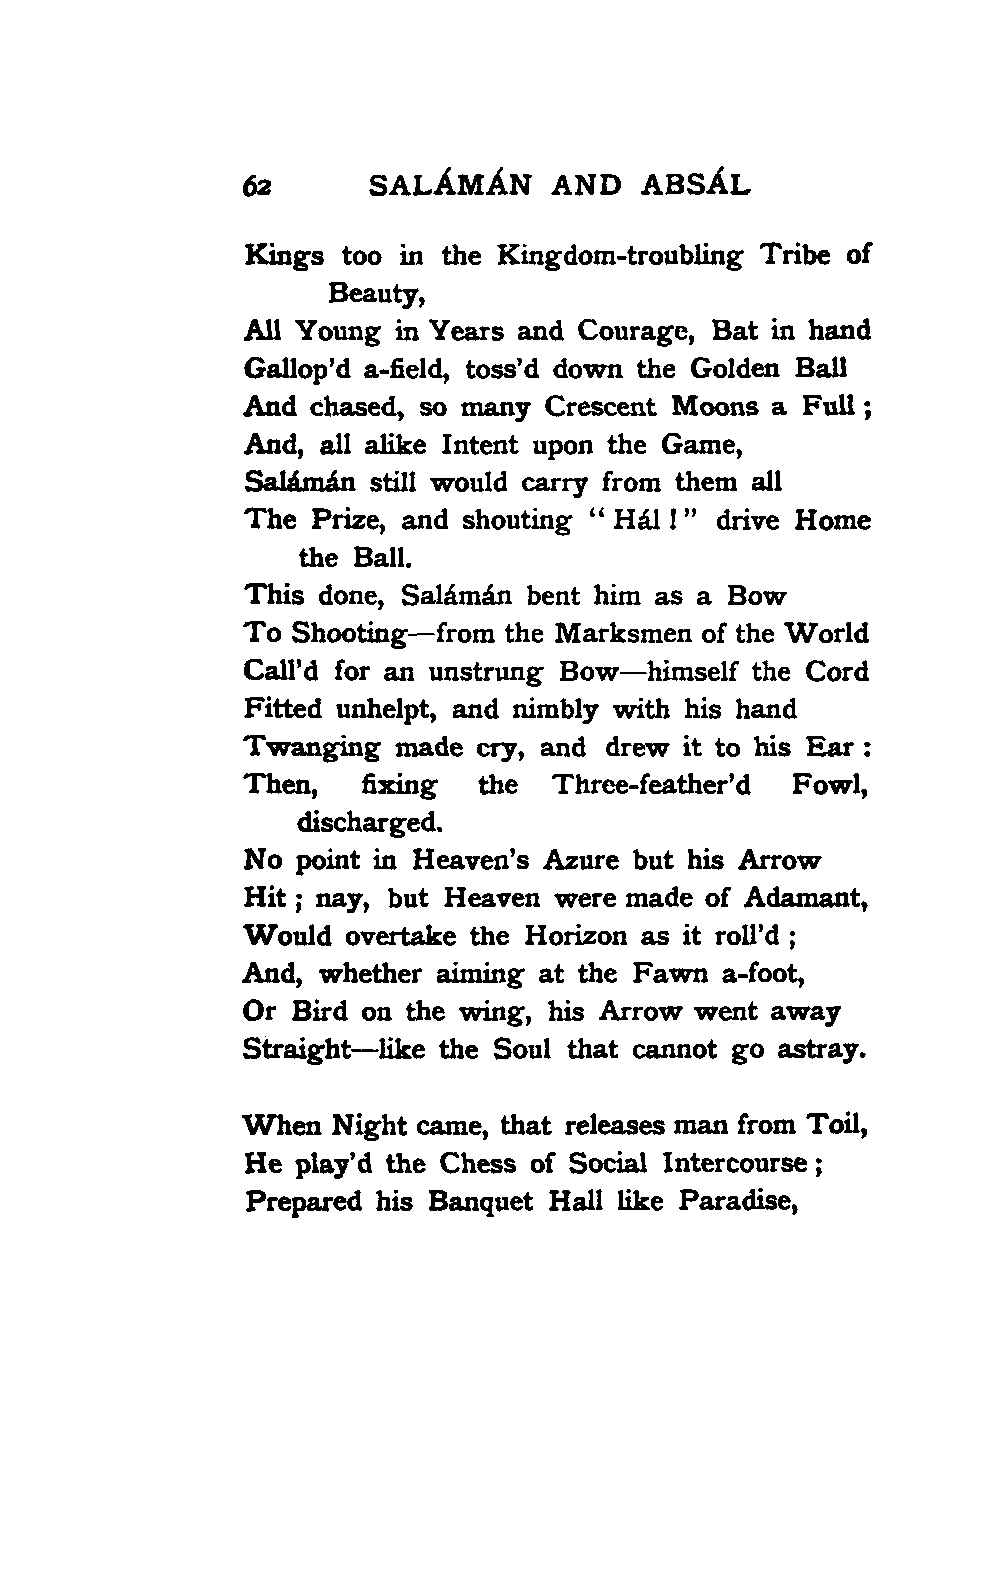 62 SALÁMÁN AND ABSÁL
Kings too in the Kingdom-troubling Tribe of
Beauty,
All Young in Years and Courage, Bat in hand
Gallop'd a-field, toss'd down the Golden Ball
And chased, so many Crescent Moons a Full ;
And, all alike Intent upon the Game,
Salámán still would carry from them all
The Prize, and shouting “ Hál ! ” drive Home
the Ball.
This done, Salámán bent him as a Bow
To Shooting—from the Marksmen of the World
Call'd for an unstrung Bow—himself the Cord
Fitted unhelpt, and nimbly with his hand
Twanging made cry, and drew it to his Ear :
Then, fixing the Three-feather'd Fowl,
discharged.
No point in Heaven's Azure but his Arrow
Hit ; nay, but Heaven were made of Adamant,
Would overtake the Horizon as it roll'd ;
And, whether aiming at the Fawn a-foot,
Or Bird on the wing, his Arrow went away
Straight—like the Soul that cannot go astray.
When Night came, that releases man from Toil,
He play'd the Chess of Social Intercourse ;
Prepared his Banquet Hall like Paradise,